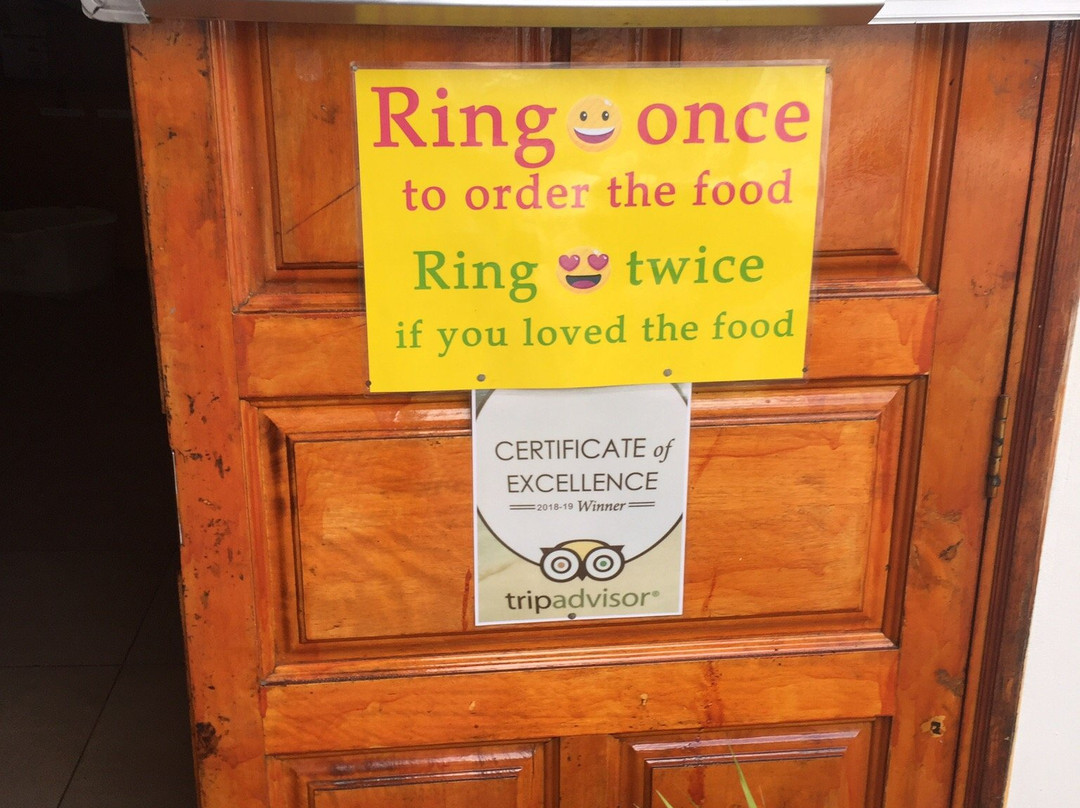 Ring once
to order the food
Ring twice
if you loved the food
CERTIFICATE of
EXCELLENCE
2018-19 Winner
tripadvisor®